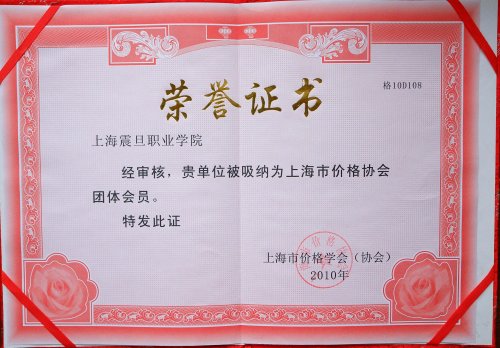 格10D108
荣誉证书
上海震旦职业学院
经审核，贵单位被吸纳为上海市价格协会
团体会员。
特发此证
上海市价格学会（协会）
2010年